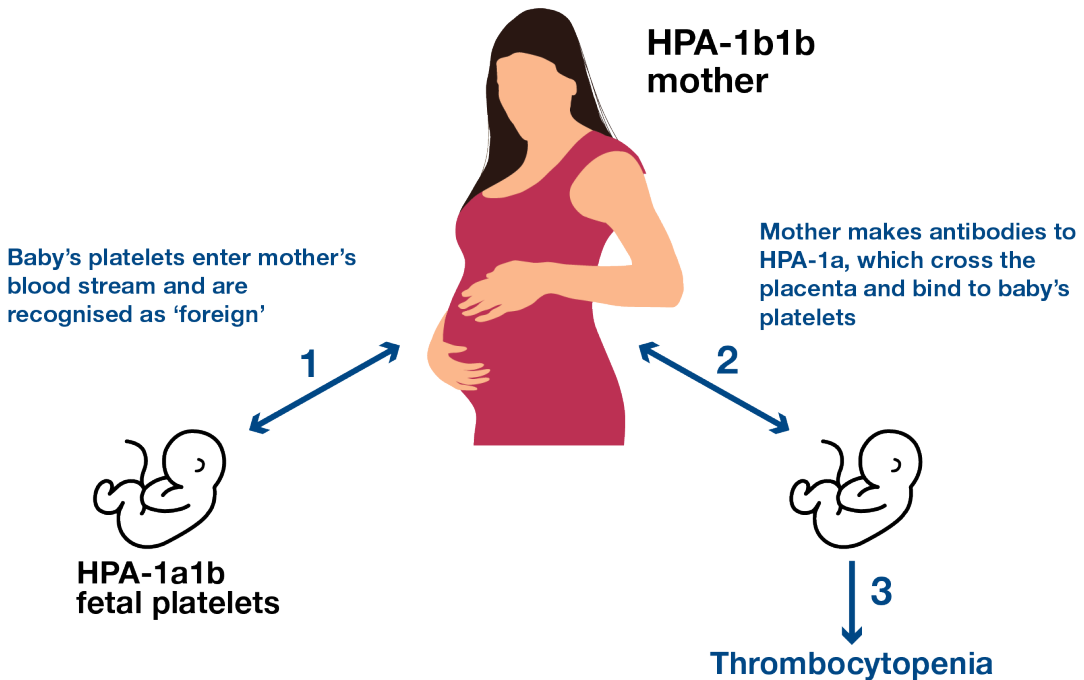 HPA-1b1b
mother
Baby’s platelets enter mother’s
blood stream and are
recognised as ‘foreign’
Mother makes antibodies to
HPA-1a, which cross the
placenta and bind to baby’s
platelets
1
2
HPA-1a1b
fetal platelets
3
Thrombocytopenia